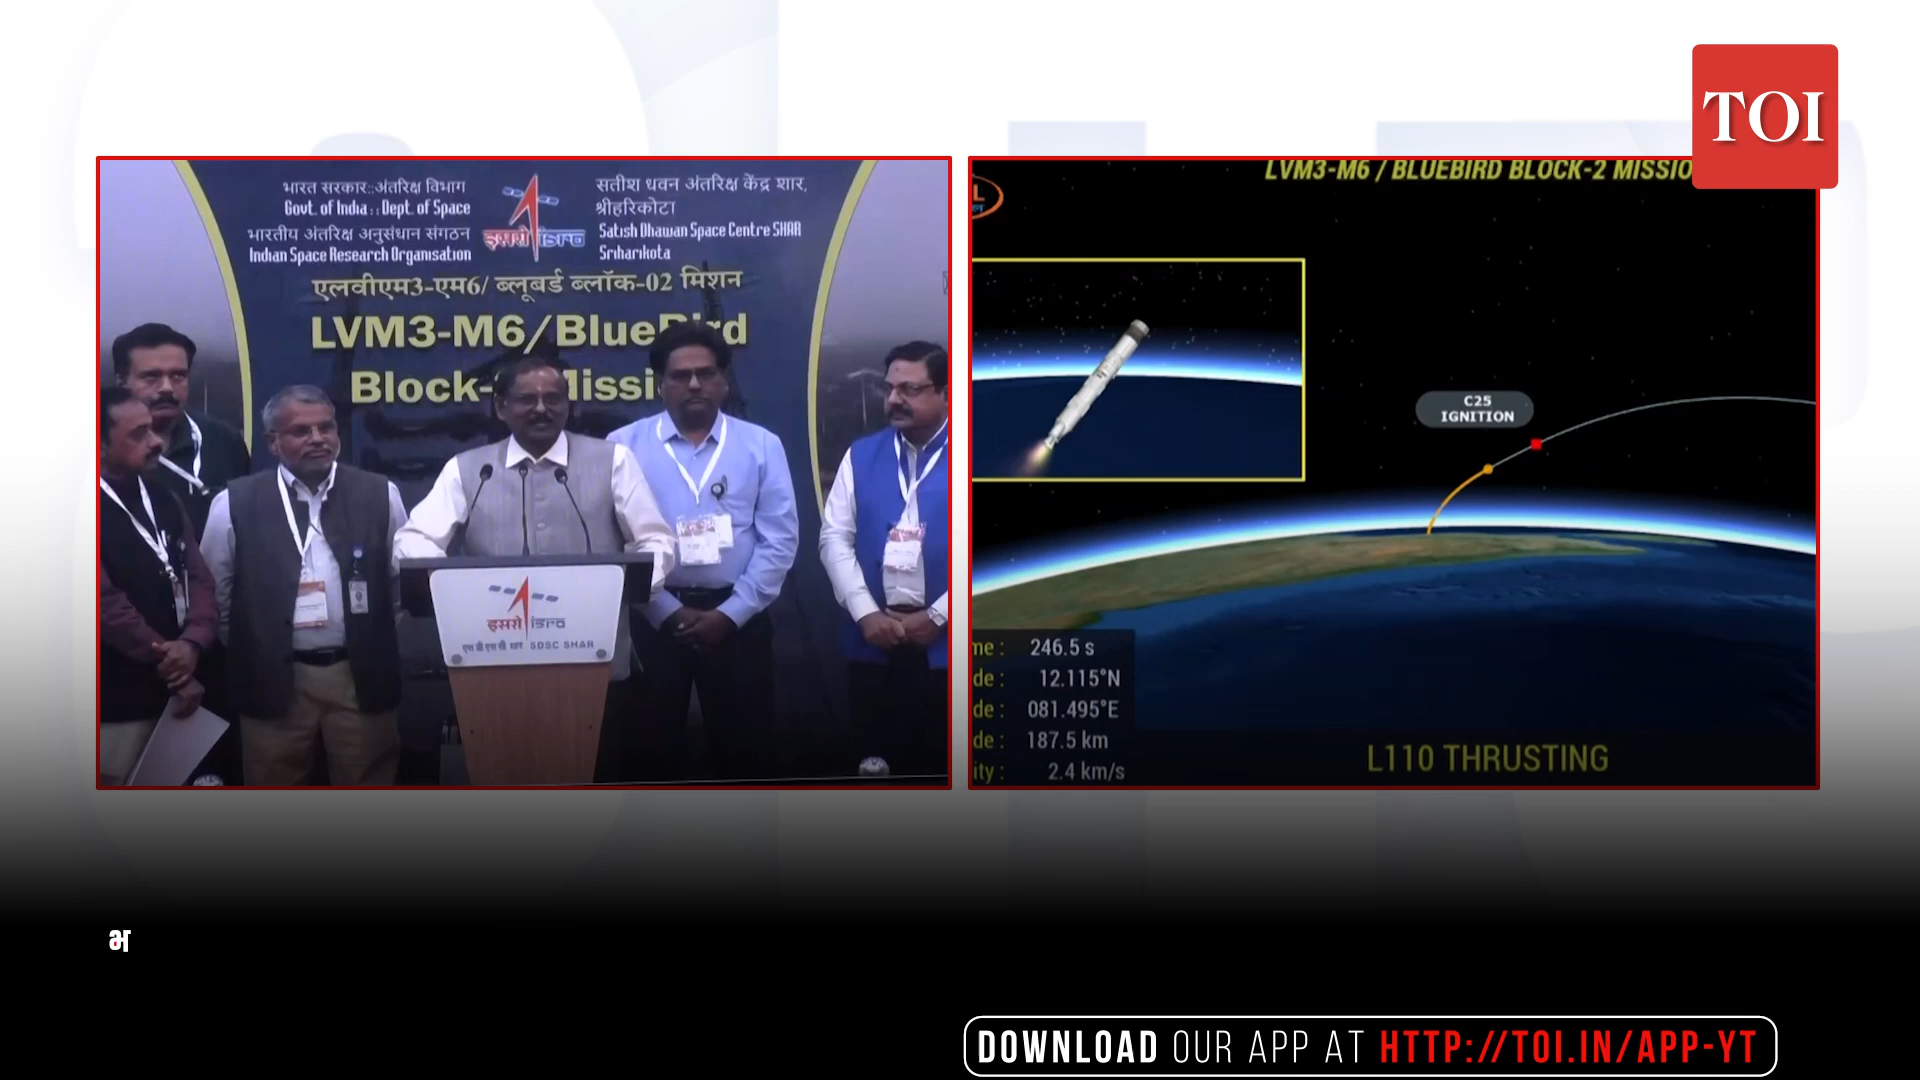 TOI
भारत सरकार::अंतरिक्ष विभाग
Govt. of India :: Dept. of Space
भारतीय अंतरिक्ष अनुसंधान संगठन
Indian Space Research Organisation
इसरो isro
सतीश धवन अंतरिक्ष केंद्र शार,
श्रीहरिकोटा
Satish Dhawan Space Centre SHAR
Sriharikota
एलवीएम3-एम6/ ब्लूबर्ड ब्लॉक-02 मिशन
LVM3-M6/BlueBird
Block- Missi
इसरो isro
एस डी एस सी शार SDSC SHAR
LVM3-M6 / BLUEBIRD BLOCK-2 MISSIO
L
C25
IGNITION
me : 246.5 s
de : 12.115°N
de : 081.495°E
de : 187.5 km
ity : 2.4 km/s
L110 THRUSTING
भ
DOWNLOAD OUR APP AT HTTP://TOI.IN/APP-YT